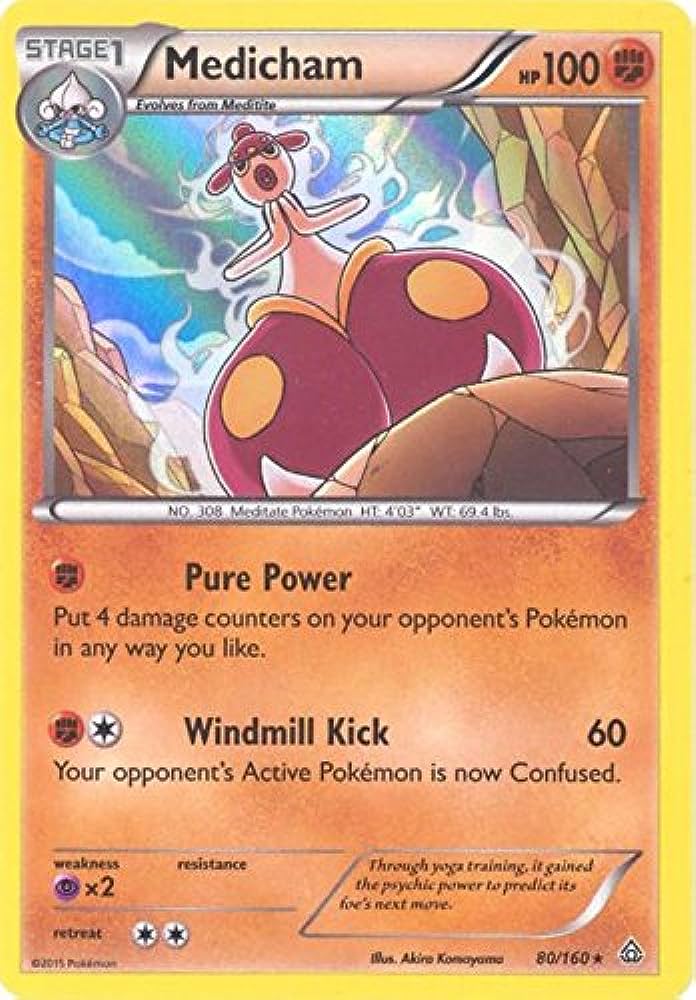 STAGE1
Medicham
HP100
Evolves from Meditite
NO. 308 Meditate Pokémon HT: 4'03" WT: 69.4 lbs.
Pure Power
Put 4 damage counters on your opponent's Pokémon
in any way you like.
Windmill Kick 60
Your opponent's Active Pokémon is now Confused.
weakness resistance
×2
Through yoga training, it gained
the psychic power to predict its
foe's next move.
retreat
©2015 Pokémon
Illus. Akira Komayama
80/160 ★